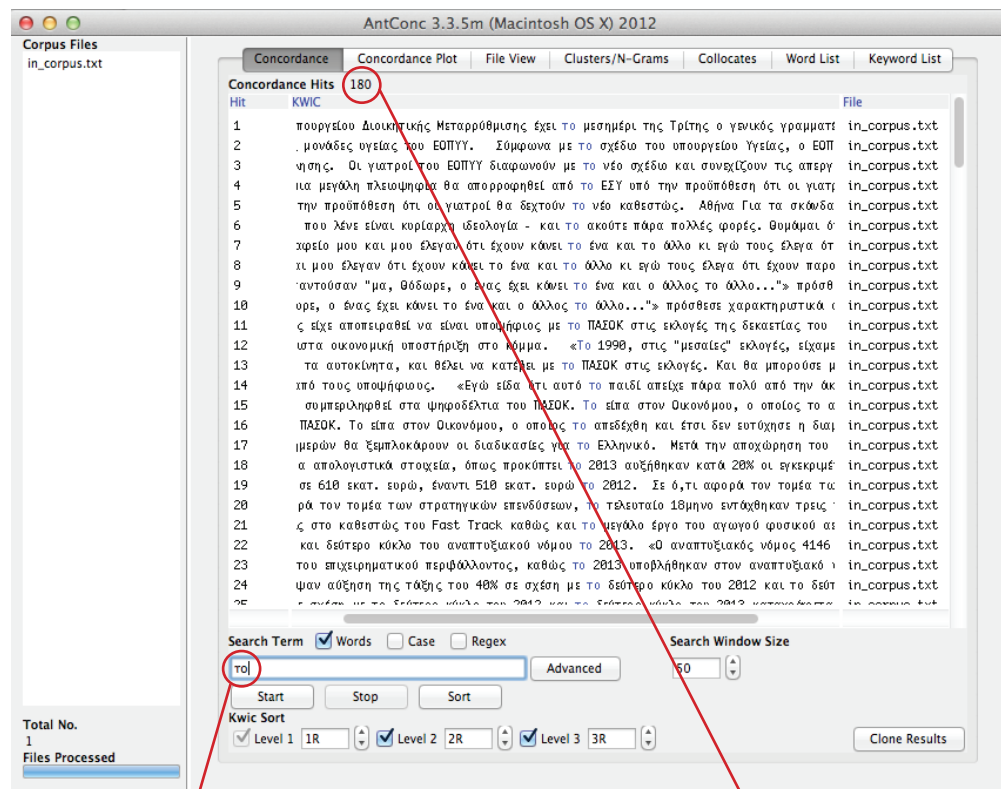 AntConc 3.3.5m (Macintosh OS X) 2012
Corpus Files
in_corpus.txt
Concordance Concordance Plot File View Clusters/N-Grams Collocates Word List Keyword List
Concordance Hits 180
Hit KWIC File
1 πουργείου Διοικητικής Μεταρρύθμισης έχει το μεσημέρι της Τρίτης ο γενικός γραμματέ in_corpus.txt
2 , μονάδες υγείας του ΕΟΠΥΥ. Σύμφωνα με το σχέδιο του υπουργείου Υγείας, ο ΕΟΠ in_corpus.txt
3 νησης. Οι γιατροί του ΕΟΠΥΥ διαφωνούν με το νέο σχέδιο και συνεχίζουν τις απεργ in_corpus.txt
4 μια μεγάλη πλειοψηφία θα απορροφηθεί από το ΕΣΥ υπό την προϋπόθεση ότι οι γιατρ in_corpus.txt
5 την προϋπόθεση ότι οι γιατροί θα δεχτούν το νέο καθεστώς. Αθήνα Για τα σκάνδα in_corpus.txt
6 που λένε είναι κυρίαρχη ιδεολογία - και το ακούτε πάρα πολλές φορές. Θυμάμαι ό in_corpus.txt
7 χφείο μου και μου έλεγαν ότι έχουν κάνει το ένα και το άλλο κι εγώ τους έλεγα ότ in_corpus.txt
8 χι μου έλεγαν ότι έχουν κάνει το ένα και το άλλο κι εγώ τους έλεγα ότι έχουν παρο in_corpus.txt
9 ταντούσαν "μα, Θόδωρε, ο ένας έχει κάνει το ένα και ο άλλος το άλλο..."» πρόσθ in_corpus.txt
10 ωρε, ο ένας έχει κάνει το ένα και ο άλλος το άλλο..."» πρόσθεσε χαρακτηριστικά in_corpus.txt
11 ς είχε αποπειραθεί να είναι υποψήφιος με το ΠΑΣΟΚ στις εκλογές της δεκαετίας του in_corpus.txt
12 ιστα οικονομική υποστήριξη στο κόμμα. «Το 1990, στις "μεσαίες" εκλογές, είχαμε in_corpus.txt
13 τα αυτοκίνητα, και θέλει να κατέβει με το ΠΑΣΟΚ στις εκλογές. Και θα μπορούσε μ in_corpus.txt
14 χπό τους υποψήφιους. «Εγώ είδα ότι αυτό το παιδί απείχε πάρα πολύ από την άκ in_corpus.txt
15 συμπεριληφθεί στα ψηφοδέλτια του ΠΑΣΟΚ. Το είπα στον Οικονόμου, ο οποίος το α in_corpus.txt
16 ΠΑΣΟΚ. Το είπα στον Οικονόμου, ο οποίος το απεδέχθη και έτσι δεν ευτύχησε η διαμ in_corpus.txt
17 ημερών θα ξεμπλοκάρουν οι διαδικασίες για το Ελληνικό. Μετά την αποχώρηση του in_corpus.txt
18 α απολογιστικά στοιχεία, όπως προκύπτει το 2013 αυξήθηκαν κατά 20% οι εγκεκριμέ in_corpus.txt
19 σε 610 εκατ. ευρώ, έναντι 510 εκατ. ευρώ το 2012. Σε ό,τι αφορά τον τομέα τω in_corpus.txt
20 ρά τον τομέα των στρατηγικών επενδύσεων, το τελευταίο 18μηνο εντάχθηκαν τρεις in_corpus.txt
21 ς στο καθεστώς του Fast Track καθώς και το μεγάλο έργο του αγωγού φυσικού αε in_corpus.txt
22 και δεύτερο κύκλο του αναπτυξιακού νόμου το 2013. «Ο αναπτυξιακός νόμος 4146 in_corpus.txt
23 του επιχειρηματικού περιβάλλοντος, καθώς το 2013 υποβλήθηκαν στον αναπτυξιακό in_corpus.txt
24 ψαν αύξηση της τάξης του 40% σε σχέση με το δεύτερο κύκλο του 2012 και το δεύτ in_corpus.txt
Search Term Words Case Regex Search Window Size
το Advanced 50
Start Stop Sort
Kwic Sort
Level 1 1R Level 2 2R Level 3 3R Clone Results
Total No.
1
Files Processed